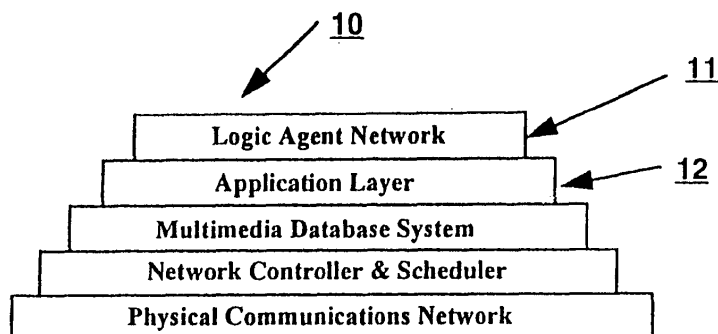 10
11
Logic Agent Network
Application Layer
12
Multimedia Database System
Network Controller & Scheduler
Physical Communications Network